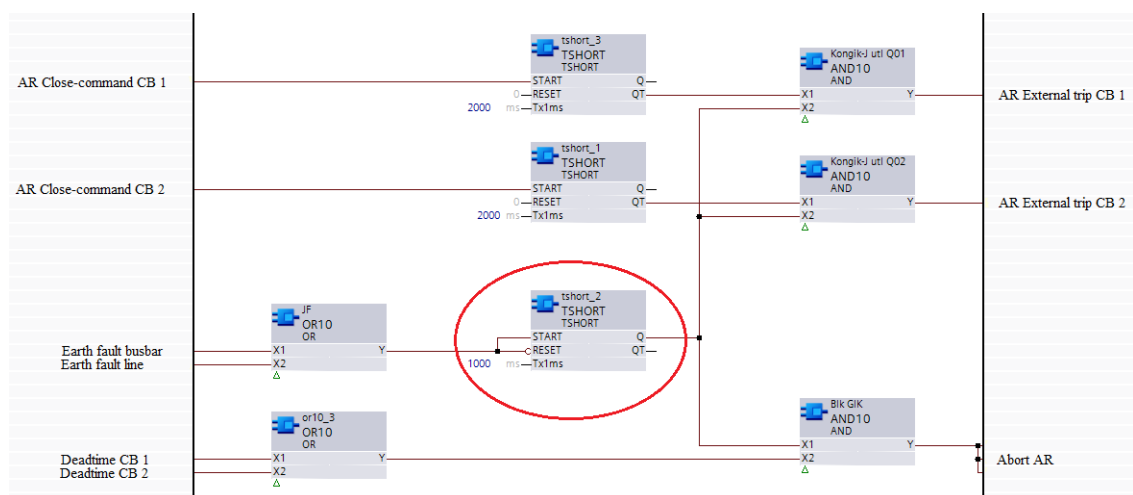 tshort_3
TSHORT
TSHORT
Kongik-J utl Q01
AND10
AND
AR Close-command CB 1
START Q
0 RESET QT
2000 ms Tx1ms
X1 Y
X2
AR External trip CB 1
tshort_1
TSHORT
TSHORT
Kongik-J utl Q02
AND10
AND
AR Close-command CB 2
START Q
0 RESET QT
2000 ms Tx1ms
X1 Y
X2
AR External trip CB 2
tshort_2
TSHORT
TSHORT
JF
OR10
OR
START Q
RESET QT
1000 ms Tx1ms
Earth fault busbar
Earth fault line
X1 Y
X2
or10_3
OR10
OR
Blk GIK
AND10
AND
Deadtime CB 1
Deadtime CB 2
X1 Y
X2
X1 Y
X2
Abort AR